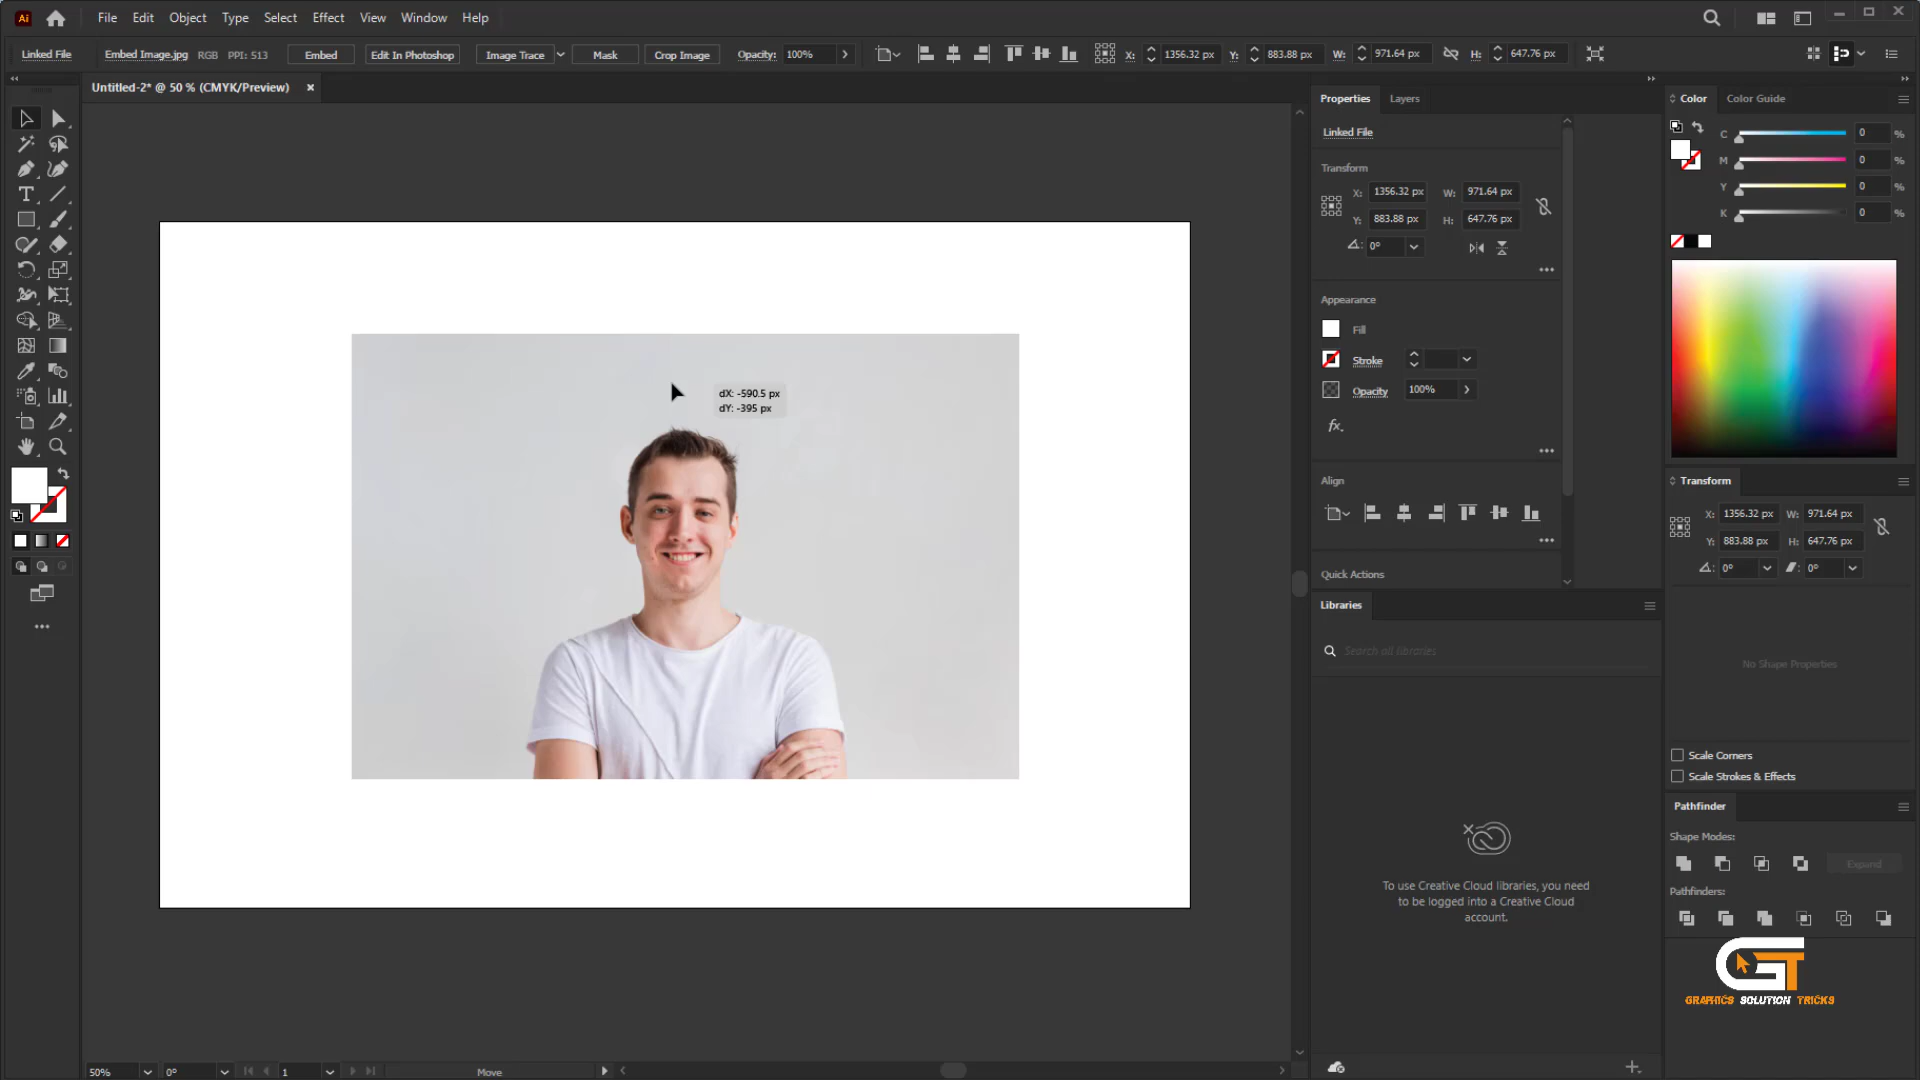 Ai File Edit Object Type Select Effect View Window Help
Linked File Embed Image.jpg RGB PPI: 513 Embed Edit In Photoshop Image Trace Mask Crop Image Opacity: 100% X: 1356.32 px Y: 883.88 px W: 971.64 px H: 647.76 px
Untitled-2* @ 50 % (CMYK/Preview) ×
dX: -590.5 px
dY: -395 px
50% 0° 1 Move
Properties Layers
Linked File
Transform
X: 1356.32 px W: 971.64 px
Y: 883.88 px H: 647.76 px
0°
Appearance
Fill
Stroke
Opacity 100%
fx.
Align
Quick Actions
Libraries
Search all libraries
To use Creative Cloud libraries, you need
to be logged into a Creative Cloud
account.
Color Color Guide
C 0 %
M 0 %
Y 0 %
K 0 %
Transform
X: 1356.32 px W: 971.64 px
Y: 883.88 px H: 647.76 px
0° 0°
No Shape Properties
Scale Corners
Scale Strokes & Effects
Pathfinder
Shape Modes:
Expand
Pathfinders:
GT
GRAPHICS SOLUTION TRICKS